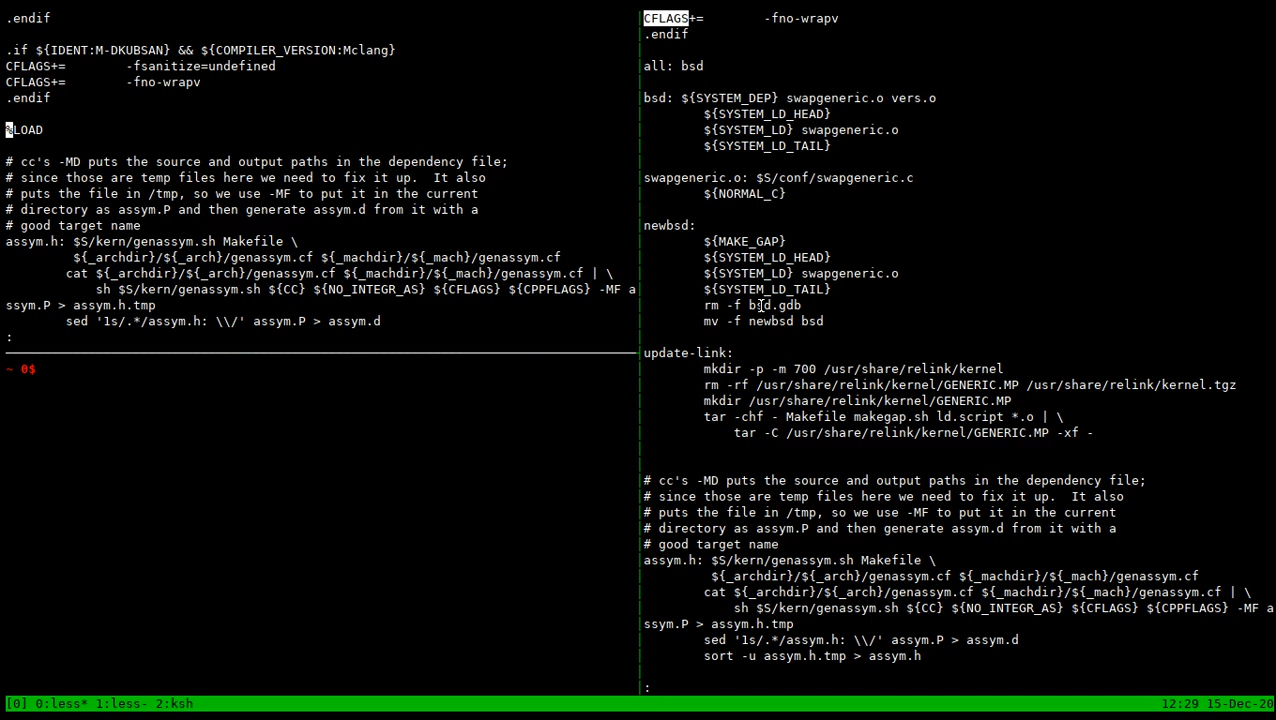 .endif
.if ${IDENT:M-DKUBSAN} && ${COMPILER_VERSION:Mclang}
CFLAGS+=        -fsanitize=undefined
CFLAGS+=        -fno-wrapv
.endif
%LOAD
# cc's -MD puts the source and output paths in the dependency file;
# since those are temp files here we need to fix it up.  It also
# puts the file in /tmp, so we use -MF to put it in the current
# directory as assym.P and then generate assym.d from it with a
# good target name
assym.h: $S/kern/genassym.sh Makefile \
         ${_archdir}/${_arch}/genassym.cf ${_machdir}/${_mach}/genassym.cf
        cat ${_archdir}/${_arch}/genassym.cf ${_machdir}/${_mach}/genassym.cf | \
            sh $S/kern/genassym.sh ${CC} ${NO_INTEGR_AS} ${CFLAGS} ${CPPFLAGS} -MF a
ssym.P > assym.h.tmp
        sed '1s/.*/assym.h: \\/' assym.P > assym.d
:
~ 0$
CFLAGS+=        -fno-wrapv
.endif
all: bsd
bsd: ${SYSTEM_DEP} swapgeneric.o vers.o
        ${SYSTEM_LD_HEAD}
        ${SYSTEM_LD} swapgeneric.o
        ${SYSTEM_LD_TAIL}
swapgeneric.o: $S/conf/swapgeneric.c
        ${NORMAL_C}
newbsd:
        ${MAKE_GAP}
        ${SYSTEM_LD_HEAD}
        ${SYSTEM_LD} swapgeneric.o
        ${SYSTEM_LD_TAIL}
        rm -f bsd.gdb
        mv -f newbsd bsd
update-link:
        mkdir -p -m 700 /usr/share/relink/kernel
        rm -rf /usr/share/relink/kernel/GENERIC.MP /usr/share/relink/kernel.tgz
        mkdir /usr/share/relink/kernel/GENERIC.MP
        tar -chf - Makefile makegap.sh ld.script *.o | \
            tar -C /usr/share/relink/kernel/GENERIC.MP -xf -
# cc's -MD puts the source and output paths in the dependency file;
# since those are temp files here we need to fix it up.  It also
# puts the file in /tmp, so we use -MF to put it in the current
# directory as assym.P and then generate assym.d from it with a
# good target name
assym.h: $S/kern/genassym.sh Makefile \
         ${_archdir}/${_arch}/genassym.cf ${_machdir}/${_mach}/genassym.cf
        cat ${_archdir}/${_arch}/genassym.cf ${_machdir}/${_mach}/genassym.cf | \
            sh $S/kern/genassym.sh ${CC} ${NO_INTEGR_AS} ${CFLAGS} ${CPPFLAGS} -MF a
ssym.P > assym.h.tmp
        sed '1s/.*/assym.h: \\/' assym.P > assym.d
        sort -u assym.h.tmp > assym.h
:
[0] 0:less* 1:less- 2:ksh 12:29 15-Dec-20